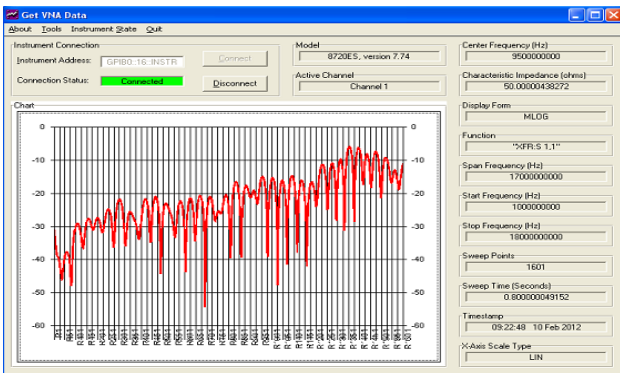 Get VNA Data
About Tools Instrument State Quit
Instrument Connection
Instrument Address: GPIB0::16::INSTR Connect
Connection Status: Connected Disconnect
Model
8720ES, version 7.74
Active Channel
Channel 1
Chart
0 0
-10 -10
-20 -20
-30 -30
-40 -40
-50 -50
-60 -60
Center Frequency (Hz)
9500000000
Characteristic Impedance (ohms)
50.00000438272
Display Form
MLOG
Function
"XFR:S 1,1"
Span Frequency (Hz)
17000000000
Start Frequency (Hz)
1000000000
Stop Frequency (Hz)
18000000000
Sweep Points
1601
Sweep Time (Seconds)
0.800000049152
Timestamp
09:22:48 10 Feb 2012
X-Axis Scale Type
LIN